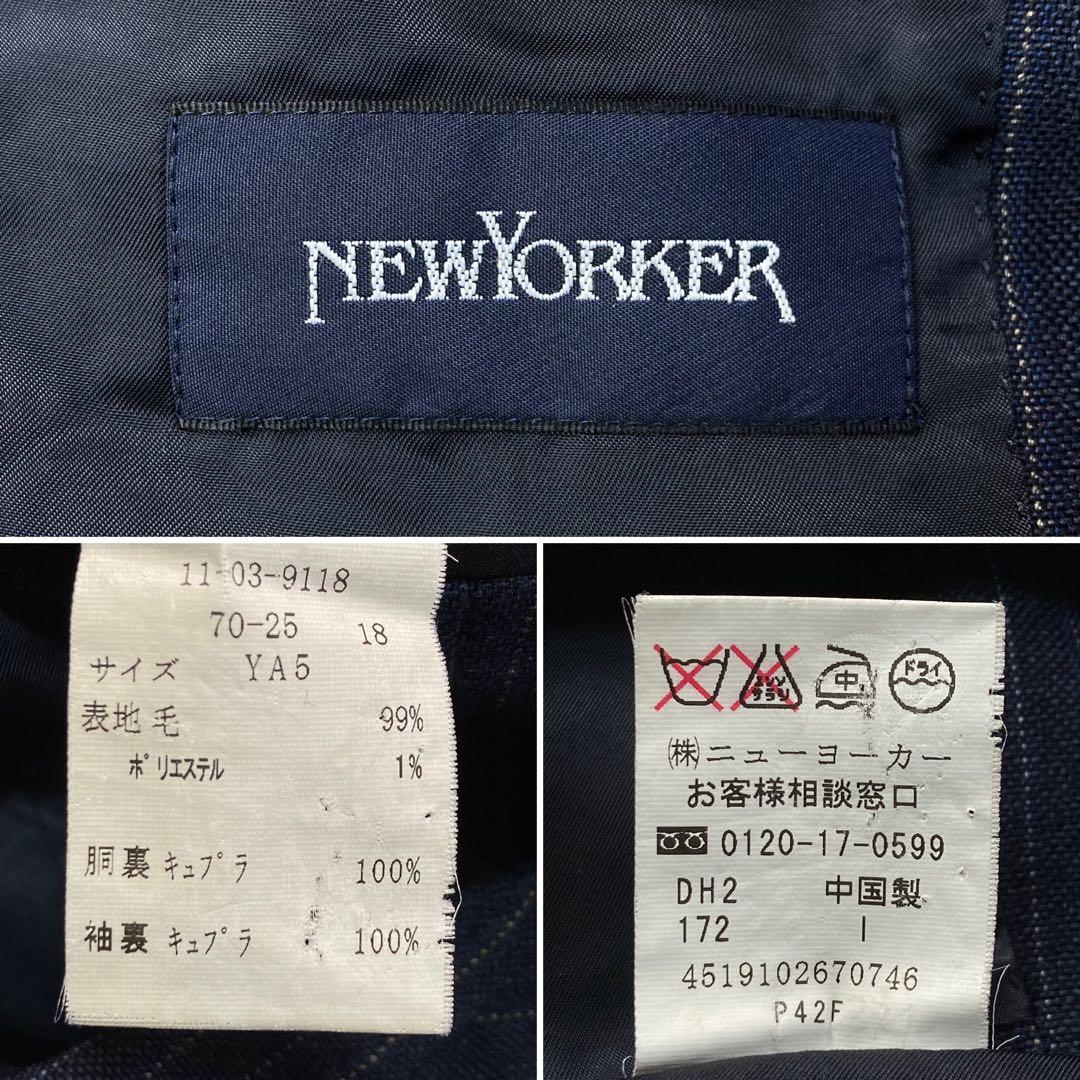 NEWYORKER
11-03-9118
70-25 18
サイズ YA5
表地毛 99%
ポリエステル 1%
胴裏 キュプラ 100%
袖裏 キュプラ 100%
中 ドライ
(株)ニューヨーカー
お客様相談窓口
0120-17-0599
DH2 中国製
172 I
4519102670746
P42F